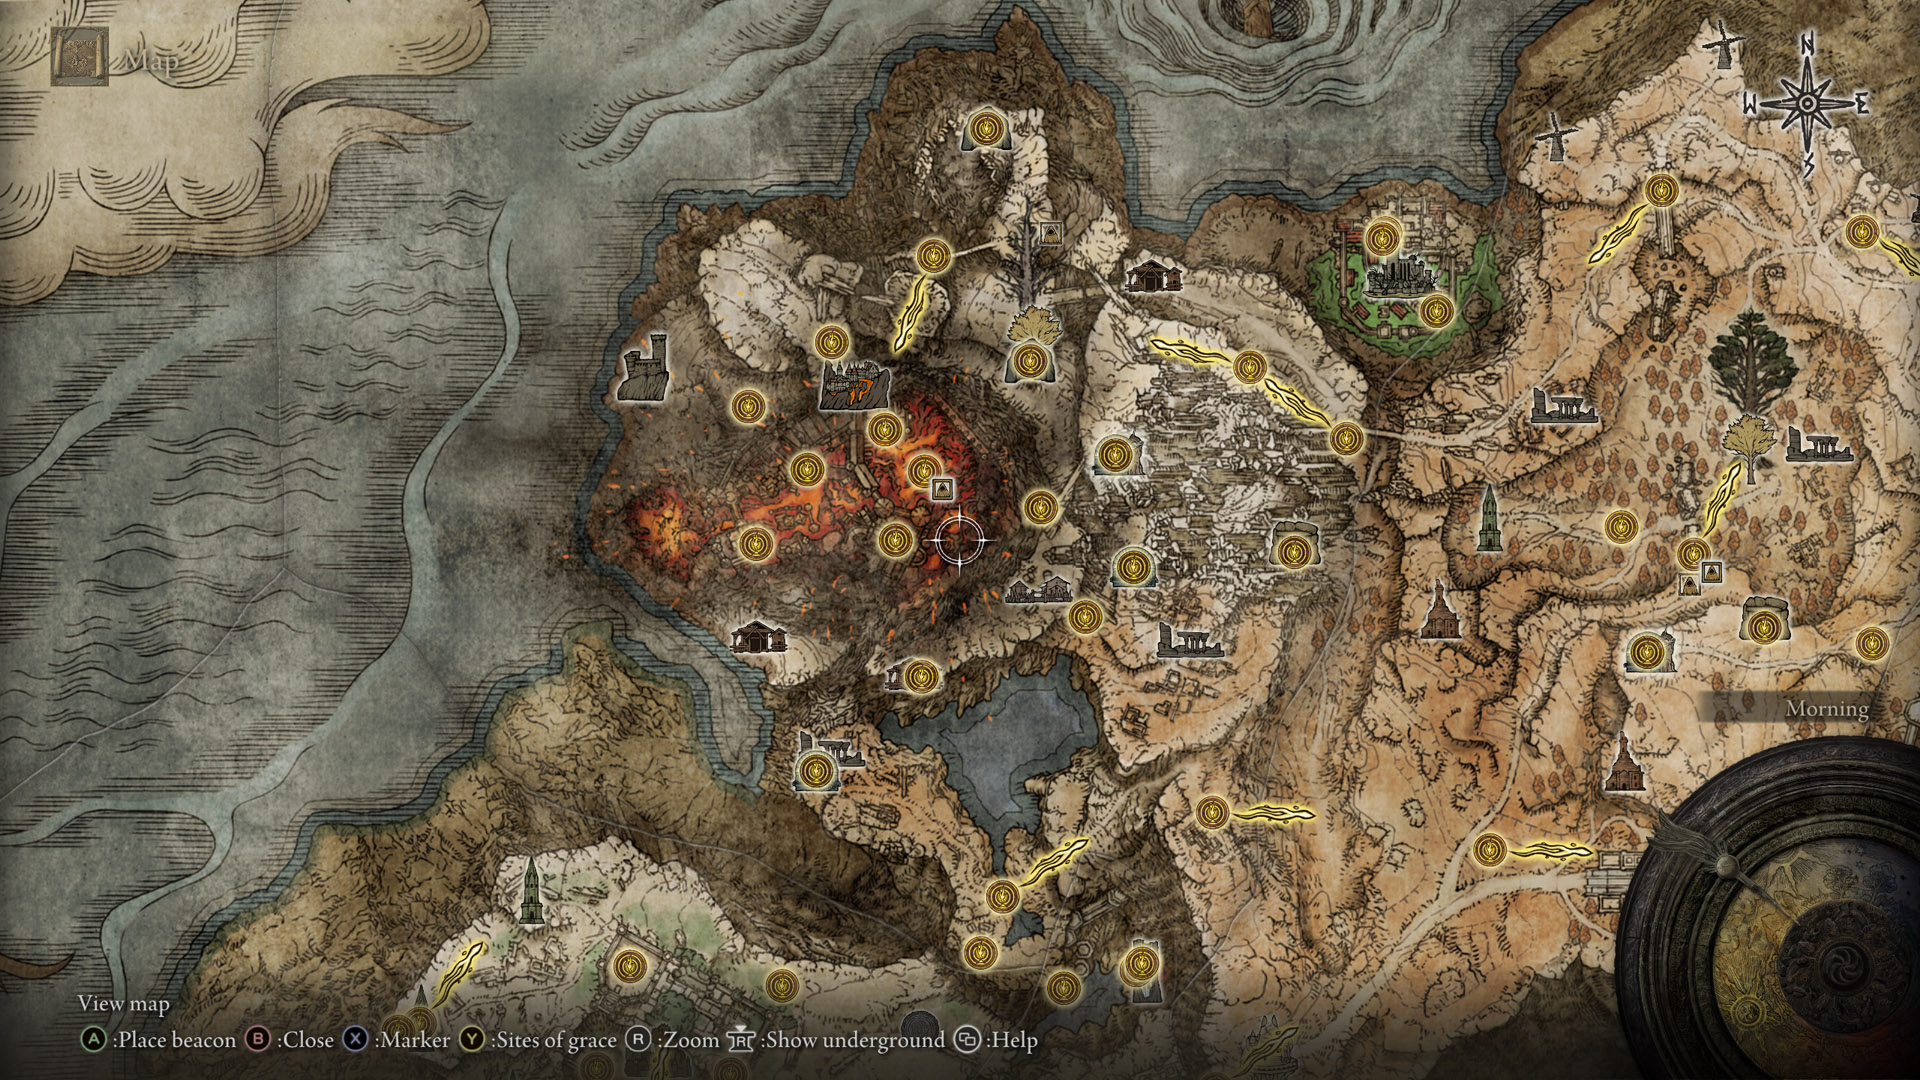 Map
N
W E
S
Morning
View map
A :Place beacon B :Close X :Marker Y :Sites of grace R :Zoom R :Show underground :Help